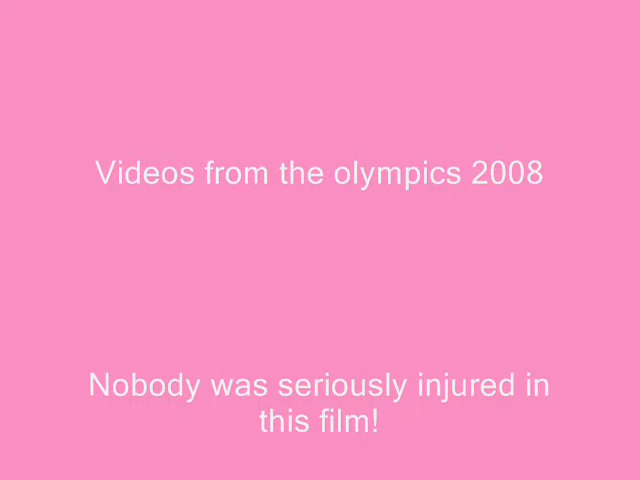 Videos from the olympics 2008
Nobody was seriously injured in
this film!